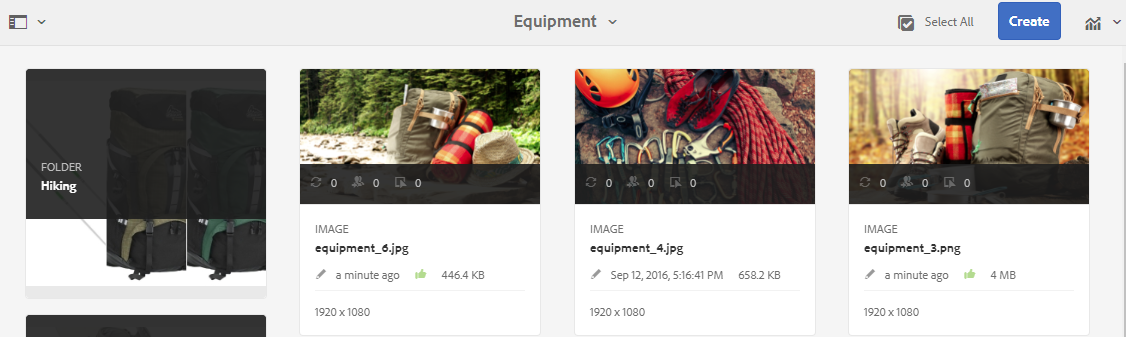 Equipment
Select All
Create
FOLDER
Hiking
0 0 0
IMAGE
equipment_6.jpg
a minute ago 446.4 KB
1920 x 1080
0 0 0
IMAGE
equipment_4.jpg
Sep 12, 2016, 5:16:41 PM 658.2 KB
1920 x 1080
0 0 0
IMAGE
equipment_3.png
a minute ago 4 MB
1920 x 1080